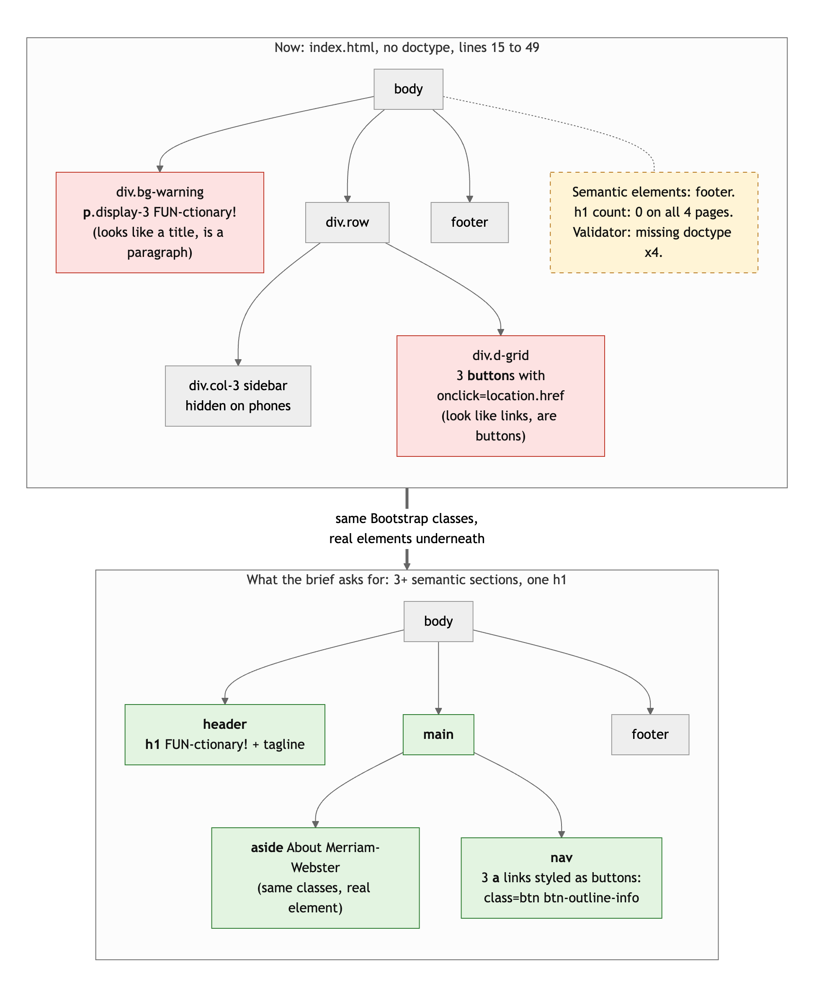 Now: index.html, no doctype, lines 15 to 49
body
div.bg-warning
p.display-3 FUN-ctionary!
(looks like a title, is a
paragraph)
div.row
footer
Semantic elements: footer.
h1 count: 0 on all 4 pages.
Validator: missing doctype
x4.
div.col-3 sidebar
hidden on phones
div.d-grid
3 buttons with
onclick=location.href
(look like links, are
buttons)
same Bootstrap classes,
real elements underneath
What the brief asks for: 3+ semantic sections, one h1
body
header
h1 FUN-ctionary! + tagline
main
footer
aside About Merriam-
Webster
(same classes, real
element)
nav
3 a links styled as buttons:
class=btn btn-outline-info